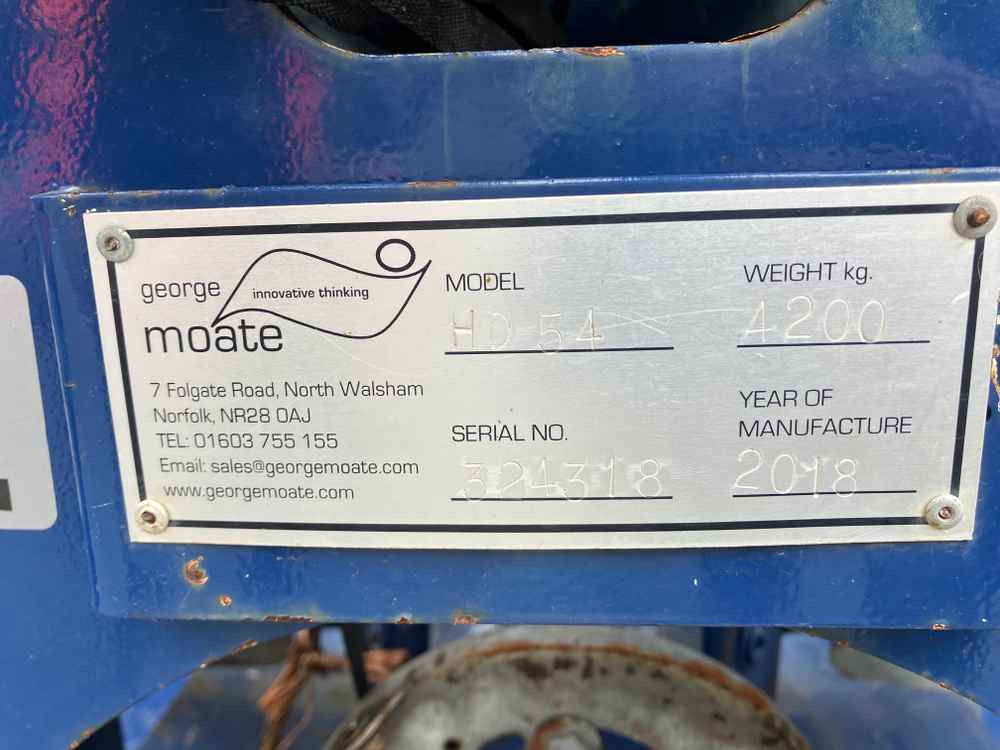 george
innovative thinking
moate
7 Folgate Road, North Walsham
Norfolk, NR28 0AJ
TEL: 01603 755 155
Email: sales@georgemoate.com
www.georgemoate.com
MODEL
HD 54
SERIAL NO.
324318
WEIGHT kg.
4200
YEAR OF
MANUFACTURE
2018